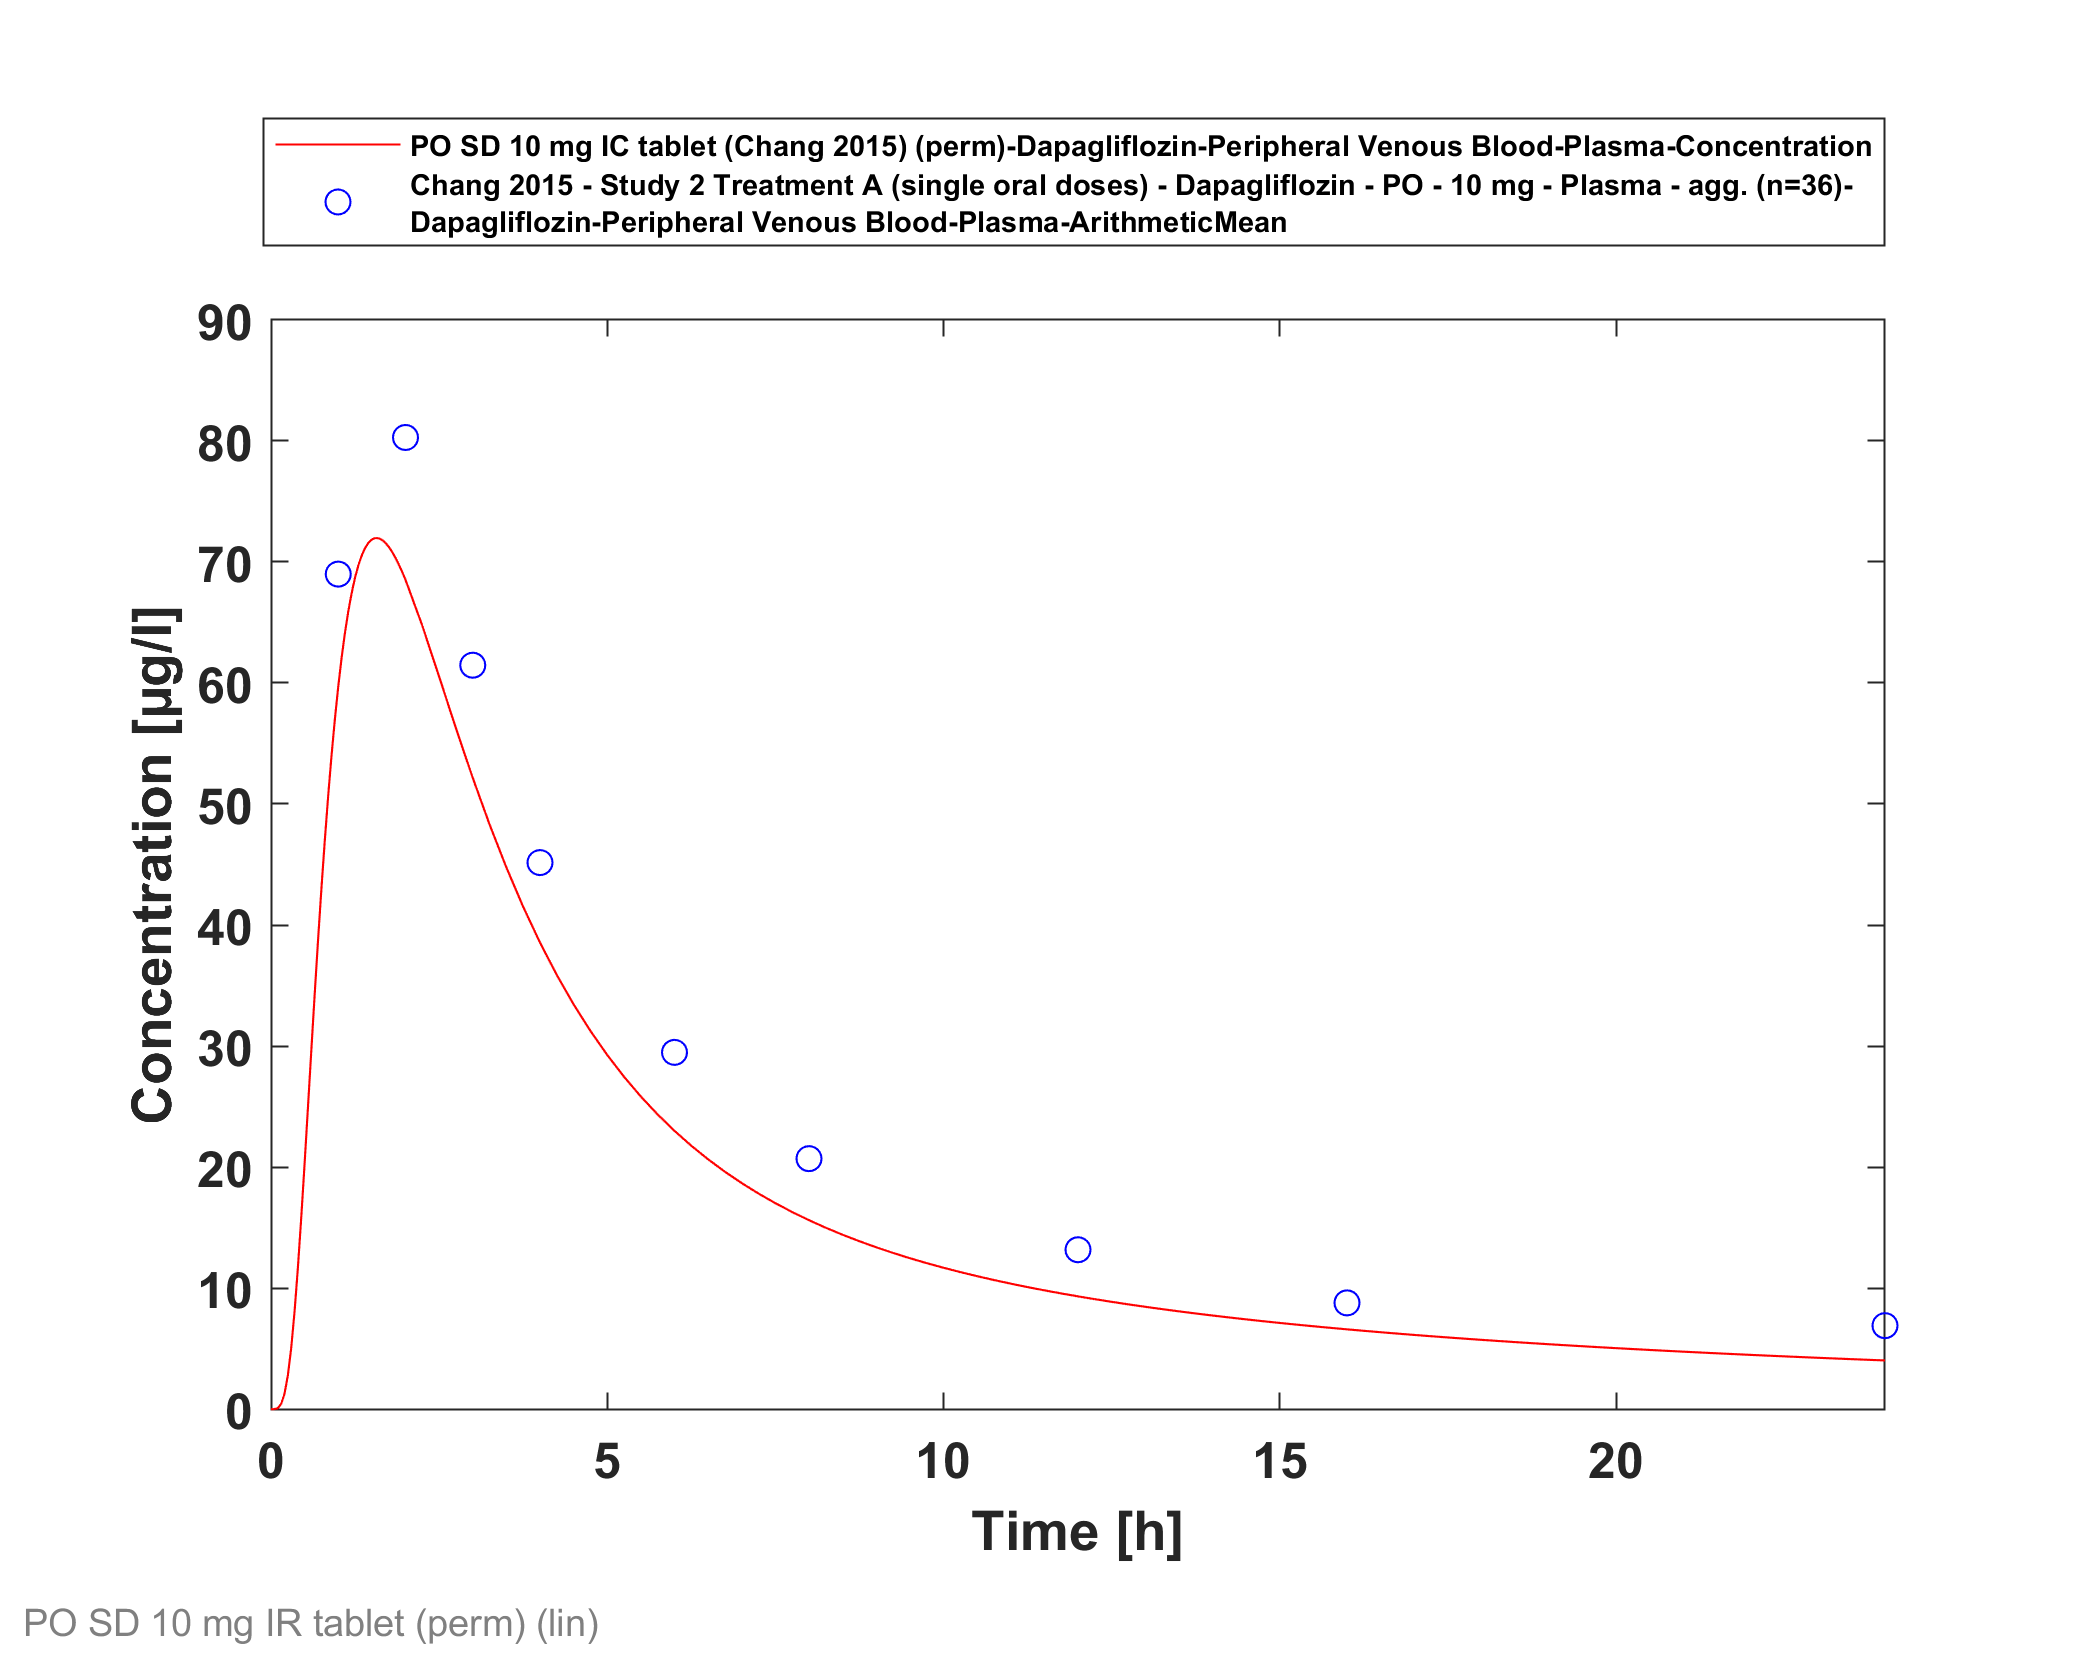 PO SD 10 mg IC tablet (Chang 2015) (perm)-Dapagliflozin-Peripheral Venous Blood-Plasma-Concentration
Chang 2015 - Study 2 Treatment A (single oral doses) - Dapagliflozin - PO - 10 mg - Plasma - agg. (n=36)-
Dapagliflozin-Peripheral Venous Blood-Plasma-ArithmeticMean
90
80
70
60
50
40
30
20
10
0
Concentration [µg/l]
0 5 10 15 20
Time [h]
PO SD 10 mg IR tablet (perm) (lin)